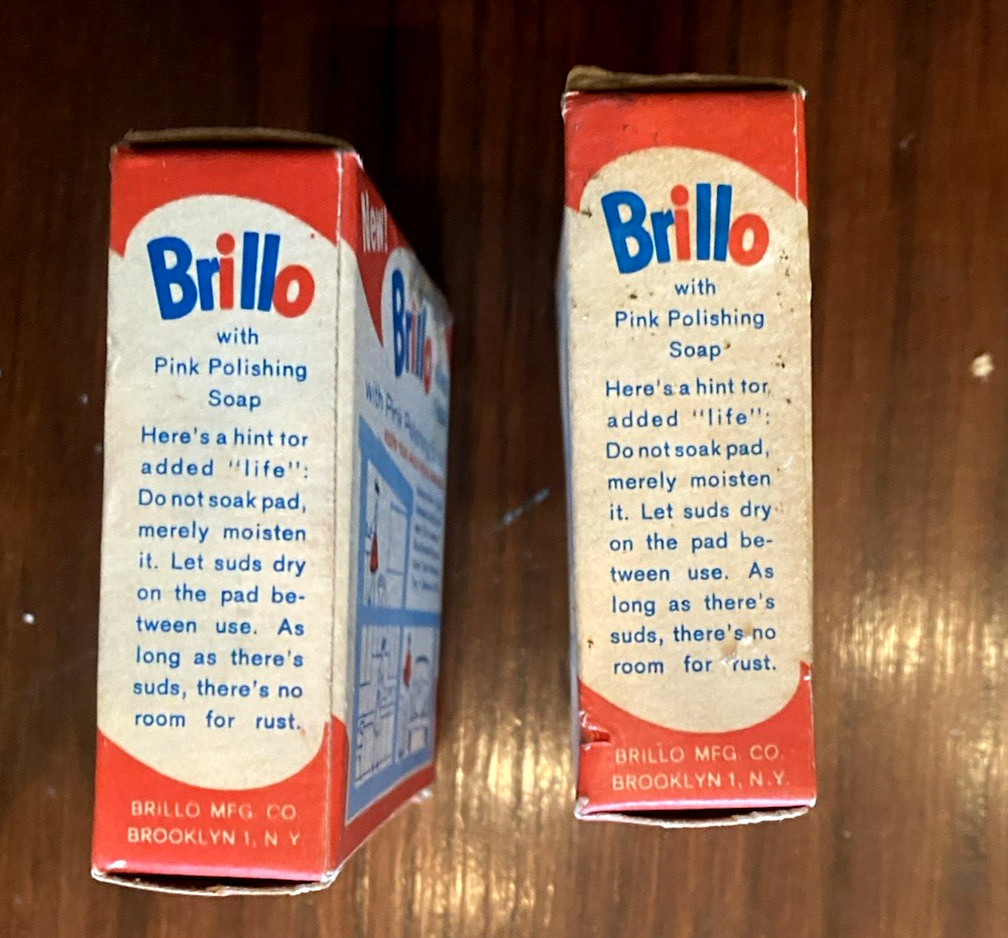 Brillo
with
Pink Polishing
Soap
Here's a hint tor
added "life":
Do not soak pad,
merely moisten
it. Let suds dry
on the pad be-
tween use. As
long as there's
suds, there's no
room for rust.
BRILLO MFG. CO.
BROOKLYN 1, N Y
New!
Brillo
with Pink
Brillo
with
Pink Polishing
Soap
Here's a hint tor
added "life":
Do not soak pad,
merely moisten
it. Let suds dry
on the pad be-
tween use. As
long as there's
suds, there's no
room for rust.
BRILLO MFG. CO.
BROOKLYN 1, N.Y.